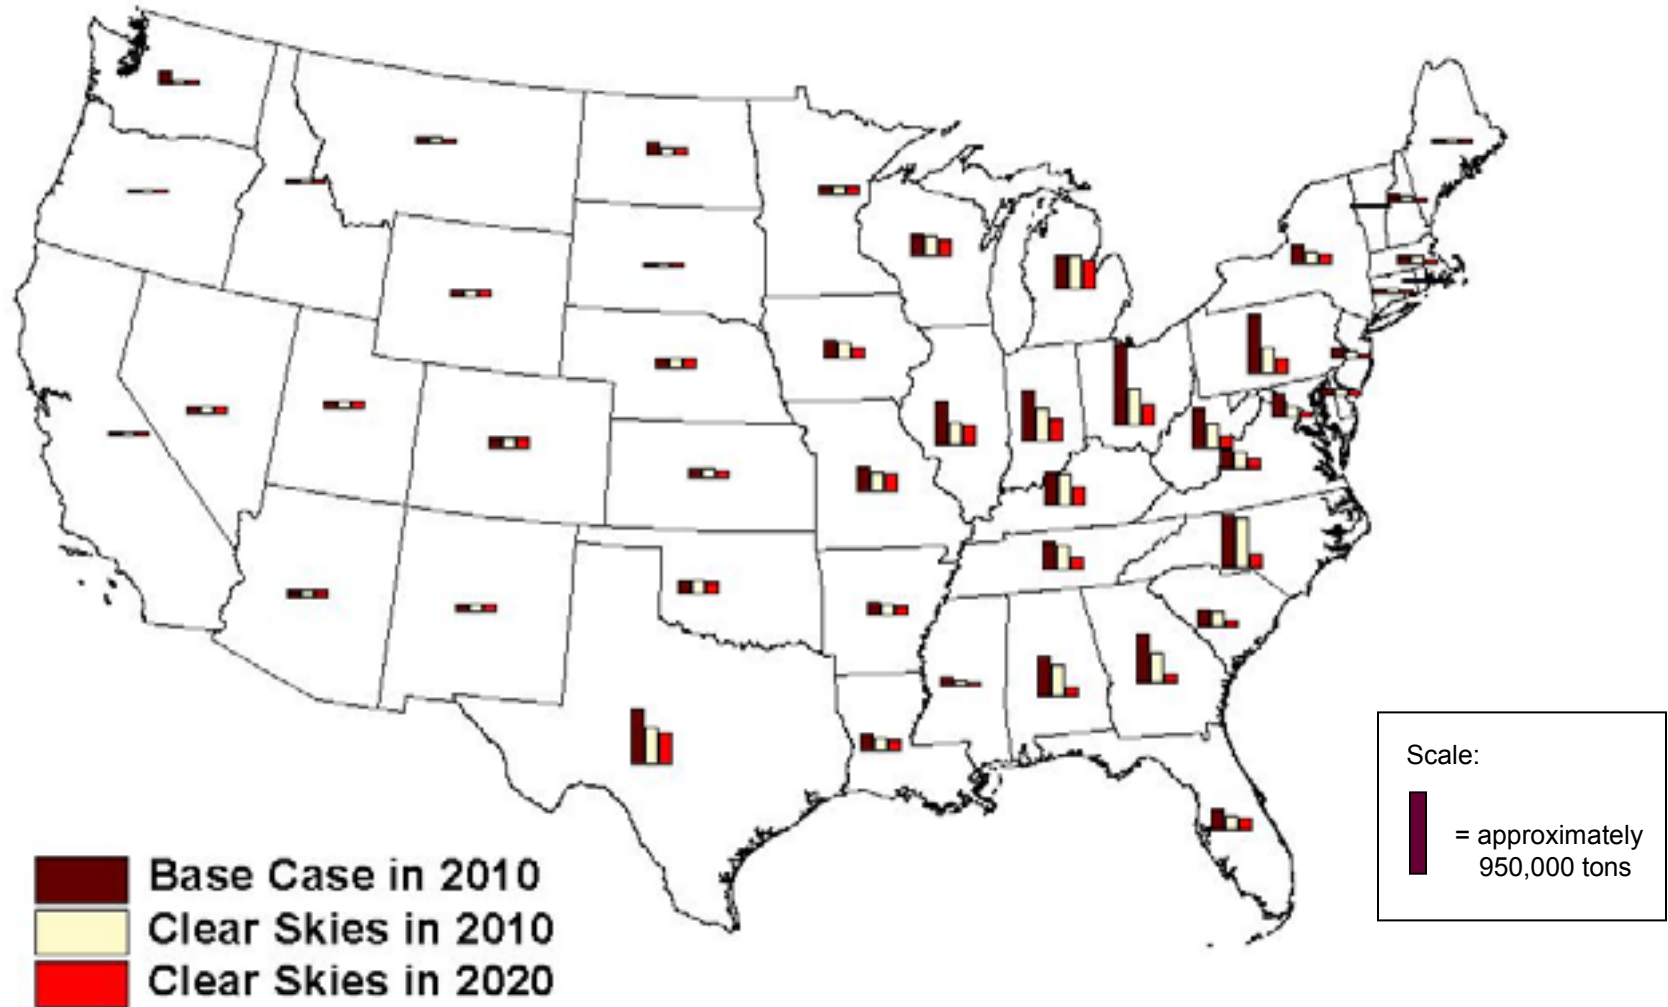 Scale:
= approximately
950,000 tons
Base Case in 2010
Clear Skies in 2010
Clear Skies in 2020